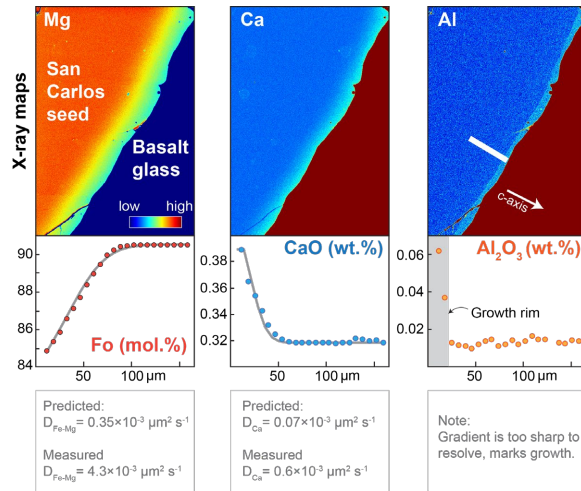 Mg
Ca
Al
X-ray maps
San
Carlos
seed
Basalt
glass
low high
c-axis
90
88
86
84
Fo (mol.%)
50 100 µm
0.38
0.36
0.34
0.32
CaO (wt.%)
50 100 µm
0.06
0.04
0.02
Al2O3 (wt.%)
Growth rim
50 100 µm
Predicted:
D_Fe-Mg= 0.35×10⁻³ µm² s⁻¹
Measured
D_Fe-Mg= 4.3×10⁻³ µm² s⁻¹
Predicted:
D_Ca= 0.07×10⁻³ µm² s⁻¹
Measured
D_Ca= 0.6×10⁻³ µm² s⁻¹
Note:
Gradient is too sharp to
resolve, marks growth.